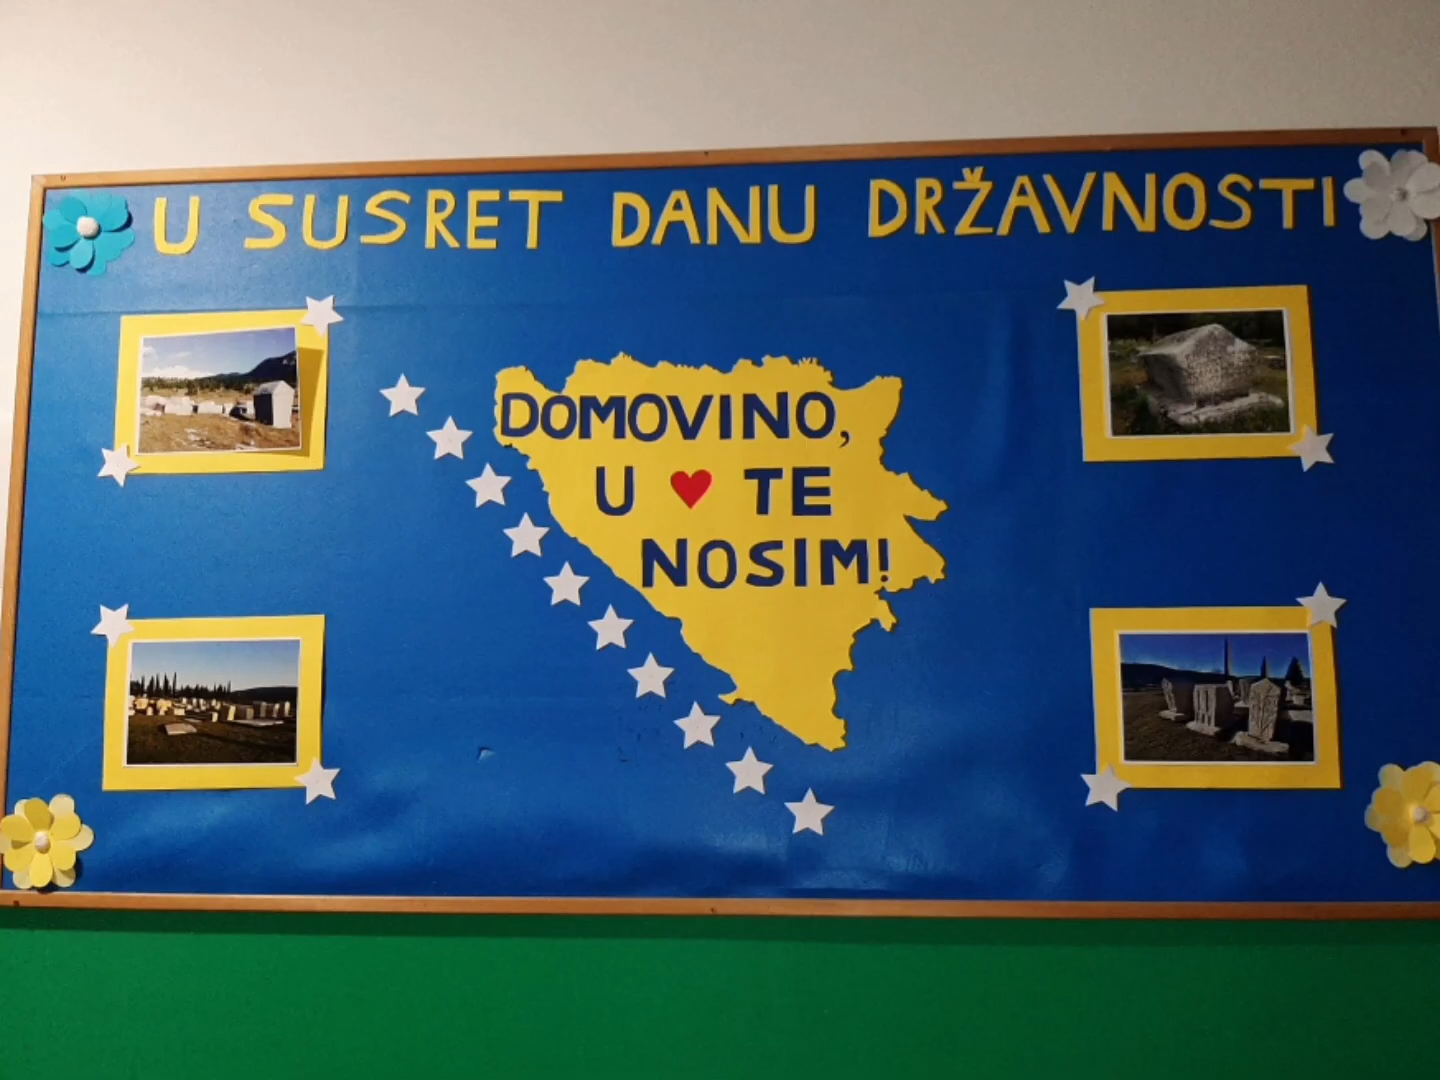 U SUSRET DANU DRŽAVNOSTI
DOMOVINO,
U ♥ TE
NOSIM!